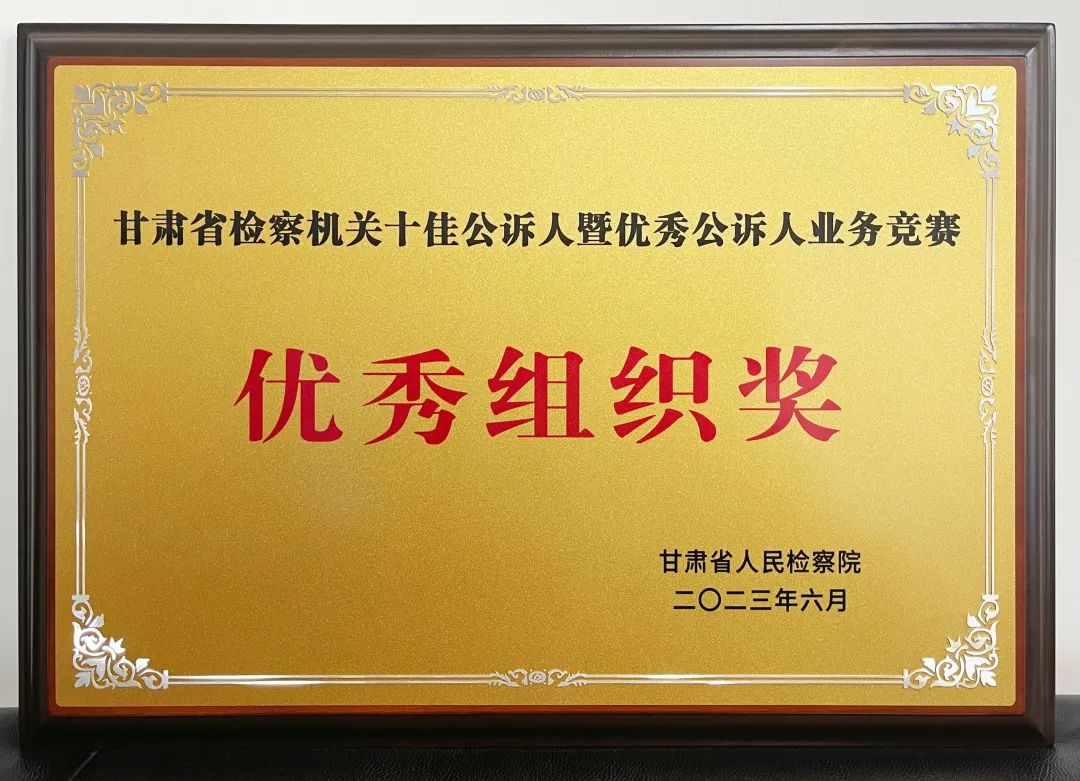 甘肃省检察机关十佳公诉人暨优秀公诉人业务竞赛
优秀组织奖
甘肃省人民检察院
二〇二三年六月